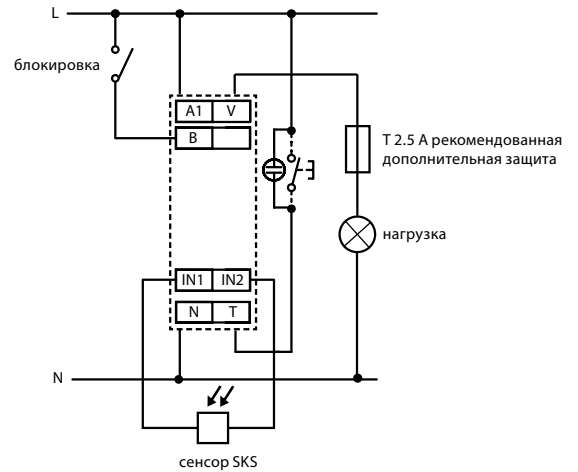 L
блокировка
A1 V
B
T 2.5 A рекомендованная
дополнительная защита
нагрузка
IN1 IN2
N T
N
сенсор SKS